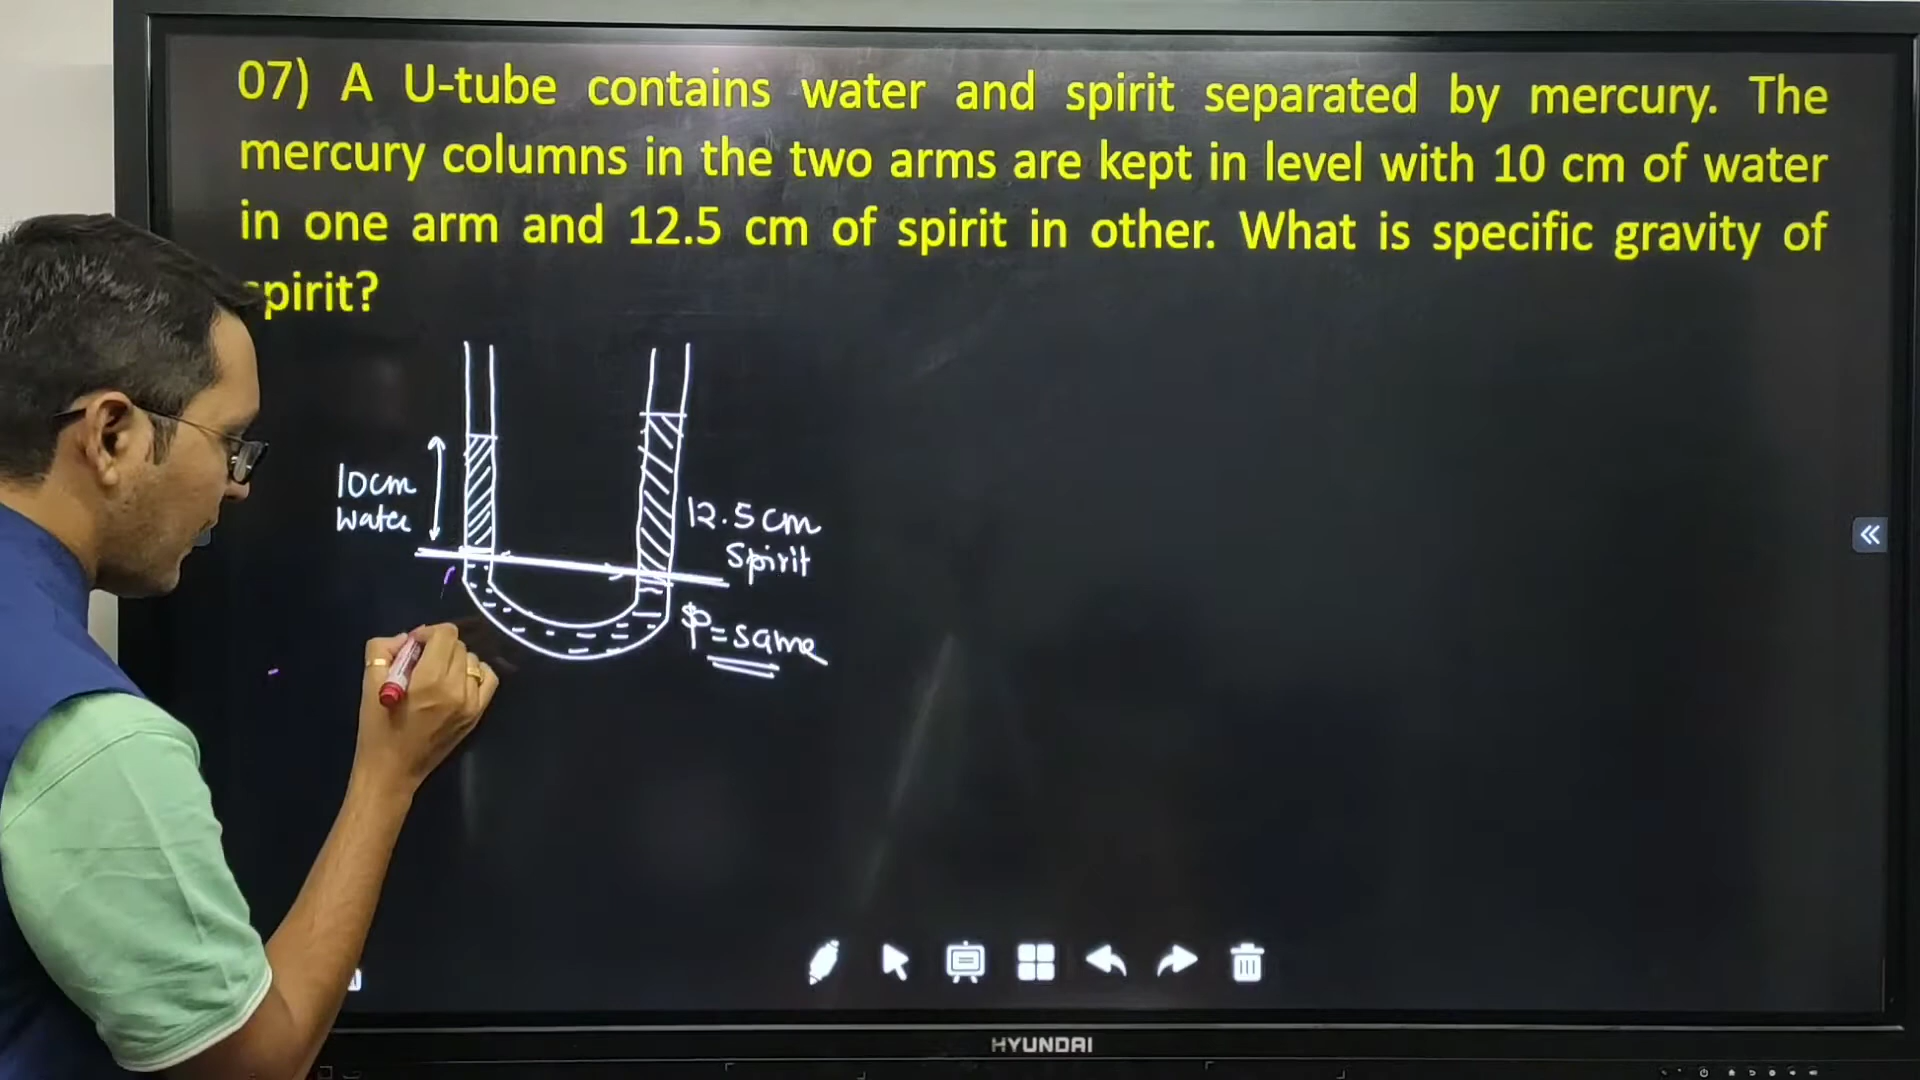 07) A U-tube contains water and spirit separated by mercury. The
mercury columns in the two arms are kept in level with 10 cm of water
in one arm and 12.5 cm of spirit in other. What is specific gravity of
spirit?
10cm
Water
12.5cm
Spirit
P=same
HYUNDAI